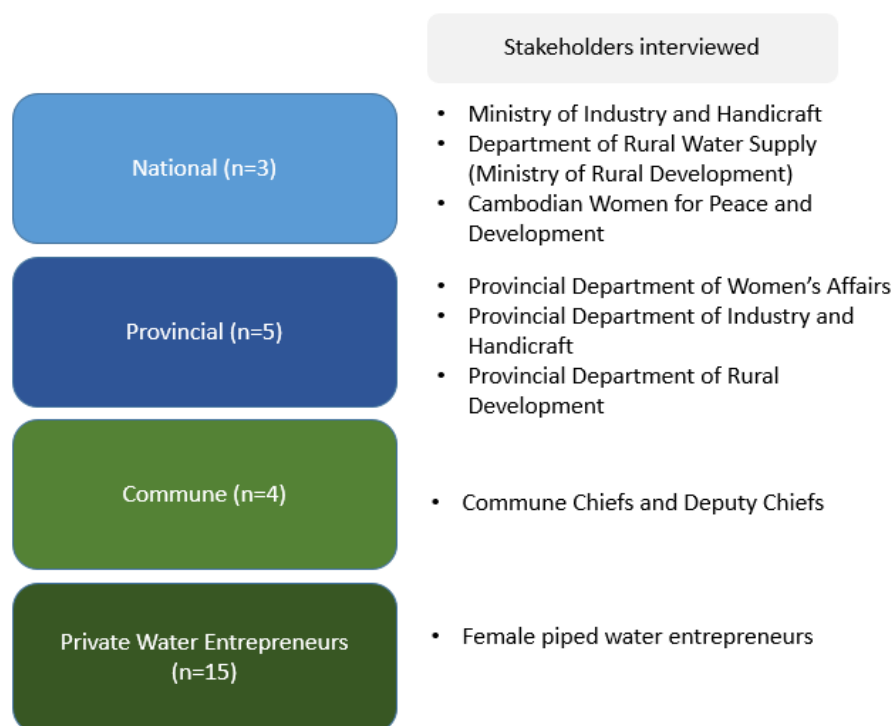 Stakeholders interviewed
National (n=3)
• Ministry of Industry and Handicraft
• Department of Rural Water Supply
(Ministry of Rural Development)
• Cambodian Women for Peace and
Development
Provincial (n=5)
• Provincial Department of Women's Affairs
• Provincial Department of Industry and
Handicraft
• Provincial Department of Rural
Development
Commune (n=4)
• Commune Chiefs and Deputy Chiefs
Private Water Entrepreneurs
(n=15)
• Female piped water entrepreneurs